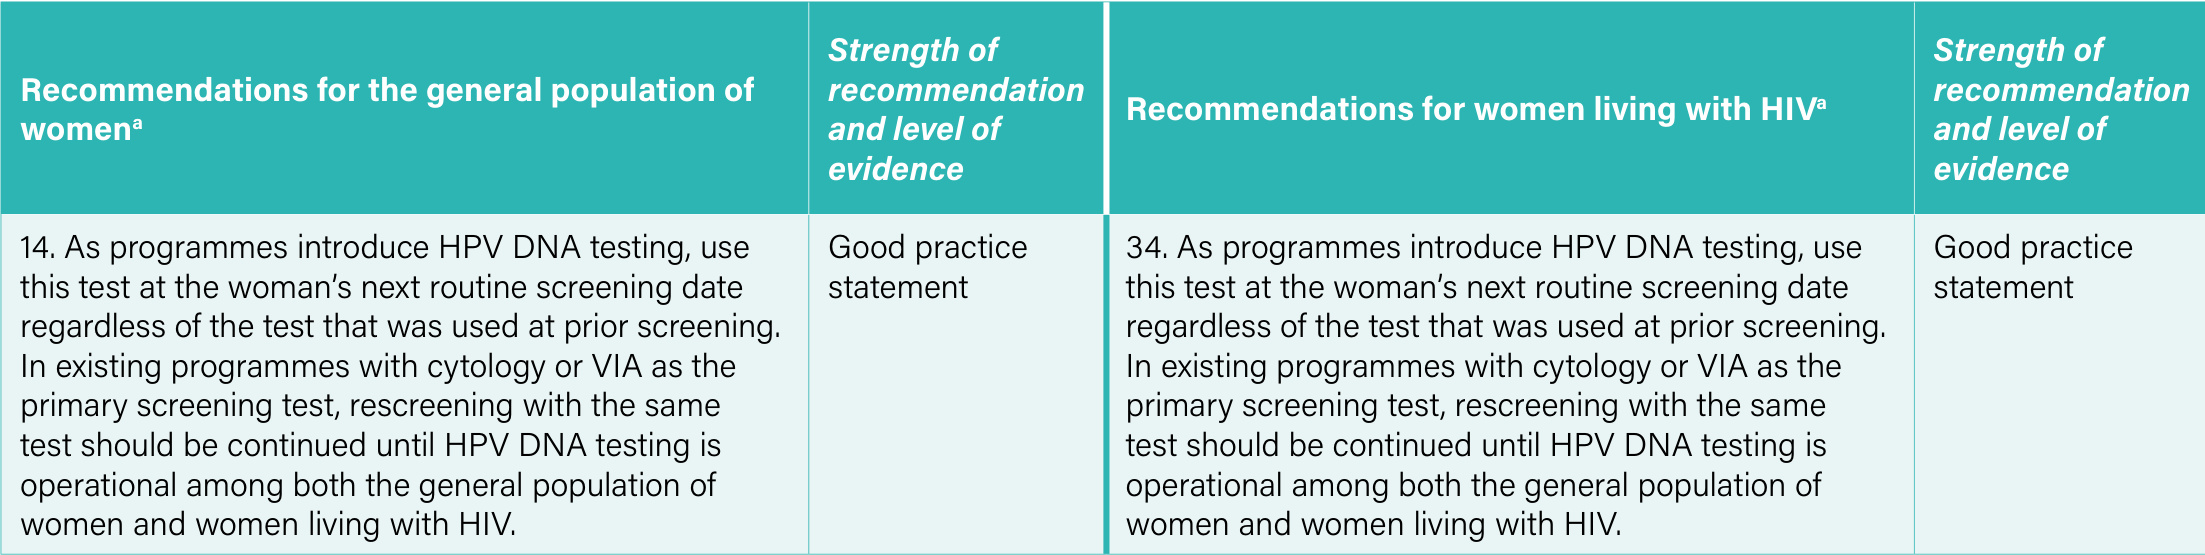 Recommendations for the general population of
womenᵃ
Strength of
recommendation
and level of
evidence
Recommendations for women living with HIVᵃ
Strength of
recommendation
and level of
evidence
14. As programmes introduce HPV DNA testing, use
this test at the woman’s next routine screening date
regardless of the test that was used at prior screening.
In existing programmes with cytology or VIA as the
primary screening test, rescreening with the same
test should be continued until HPV DNA testing is
operational among both the general population of
women and women living with HIV.
Good practice
statement
34. As programmes introduce HPV DNA testing, use
this test at the woman’s next routine screening date
regardless of the test that was used at prior screening.
In existing programmes with cytology or VIA as the
primary screening test, rescreening with the same
test should be continued until HPV DNA testing is
operational among both the general population of
women and women living with HIV.
Good practice
statement